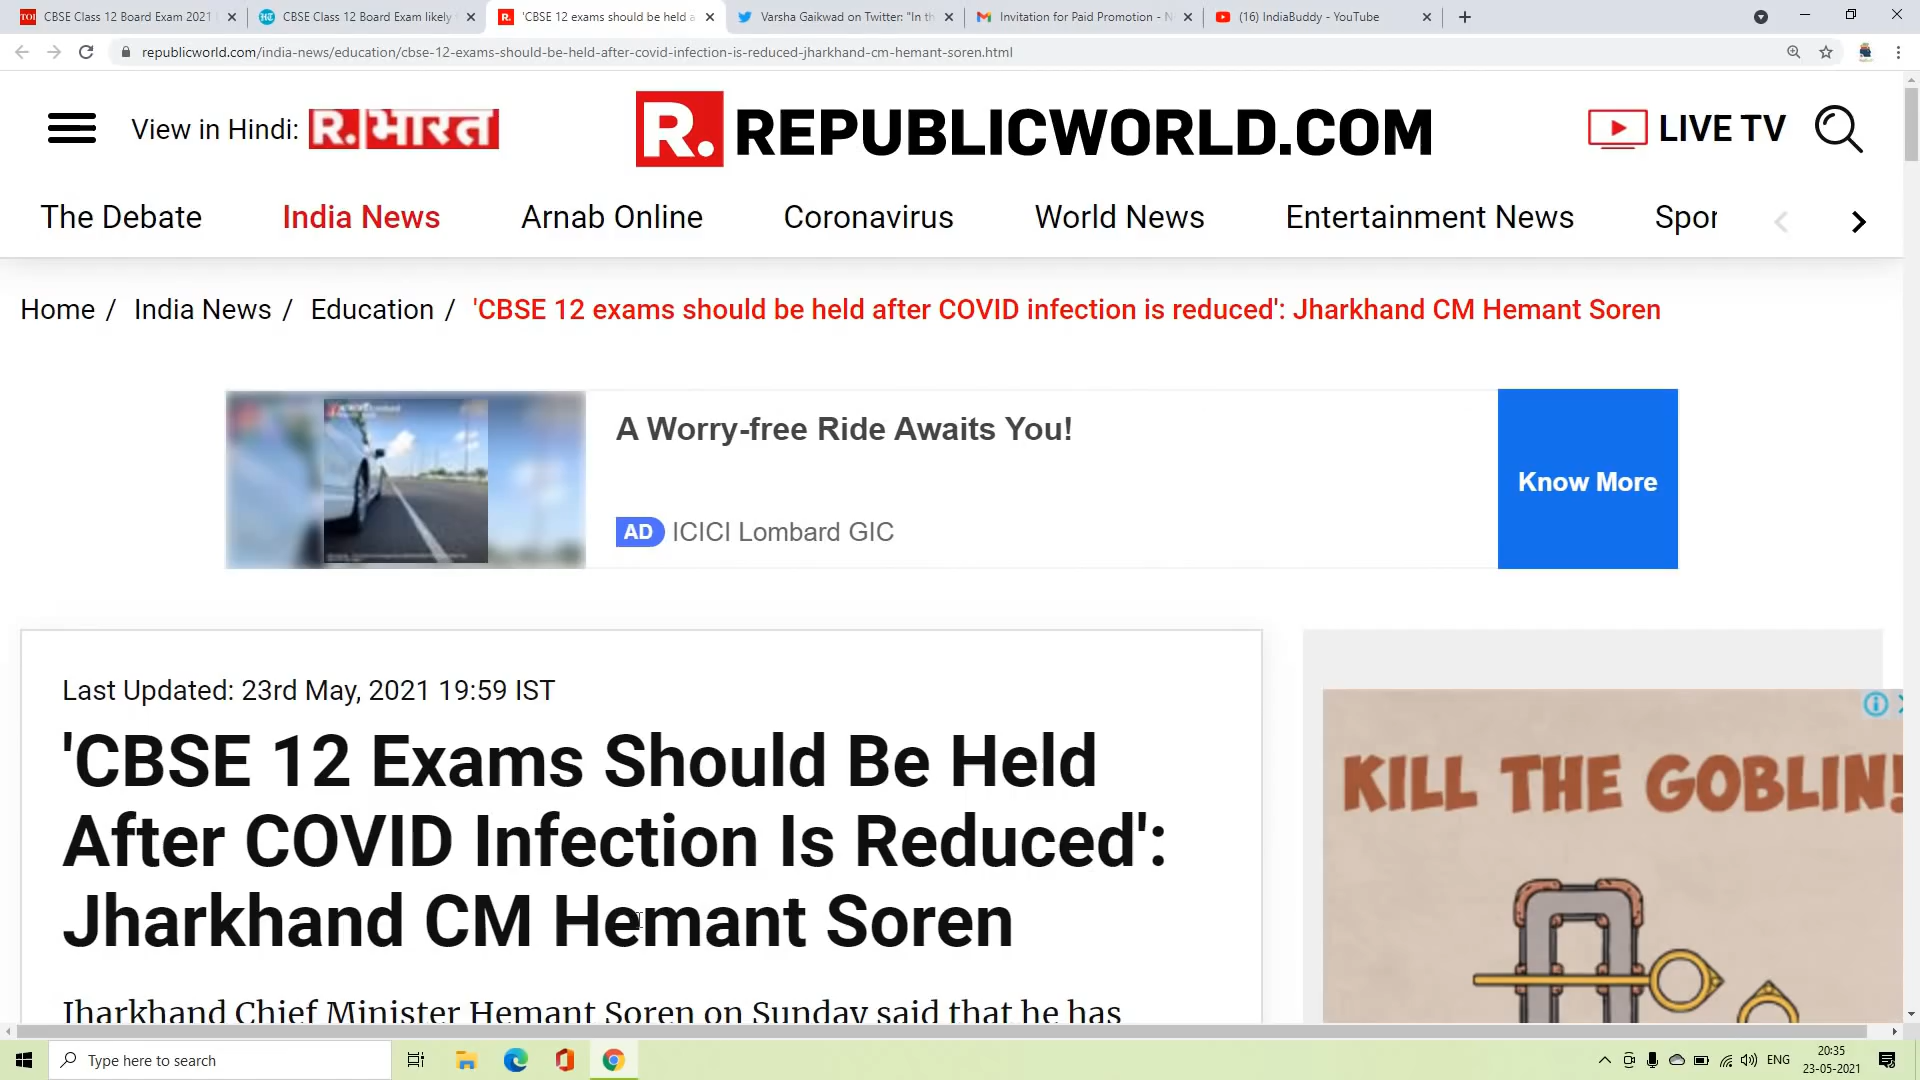 CBSE Class 12 Board Exam 2021
CBSE Class 12 Board Exam likely
'CBSE 12 exams should be held a
Varsha Gaikwad on Twitter: "In th
Invitation for Paid Promotion - N
(16) IndiaBuddy - YouTube
republicworld.com/india-news/education/cbse-12-exams-should-be-held-after-covid-infection-is-reduced-jharkhand-cm-hemant-soren.html
View in Hindi: R. भारत
R. REPUBLICWORLD.COM
LIVE TV
The Debate India News Arnab Online Coronavirus World News Entertainment News Spor
Home / India News / Education / 'CBSE 12 exams should be held after COVID infection is reduced': Jharkhand CM Hemant Soren
A Worry-free Ride Awaits You!
Know More
AD ICICI Lombard GIC
Last Updated: 23rd May, 2021 19:59 IST
'CBSE 12 Exams Should Be Held
After COVID Infection Is Reduced':
Jharkhand CM Hemant Soren
Jharkhand Chief Minister Hemant Soren on Sunday said that he has
KILL THE GOBLIN!
Type here to search
ENG
20:35
23-05-2021